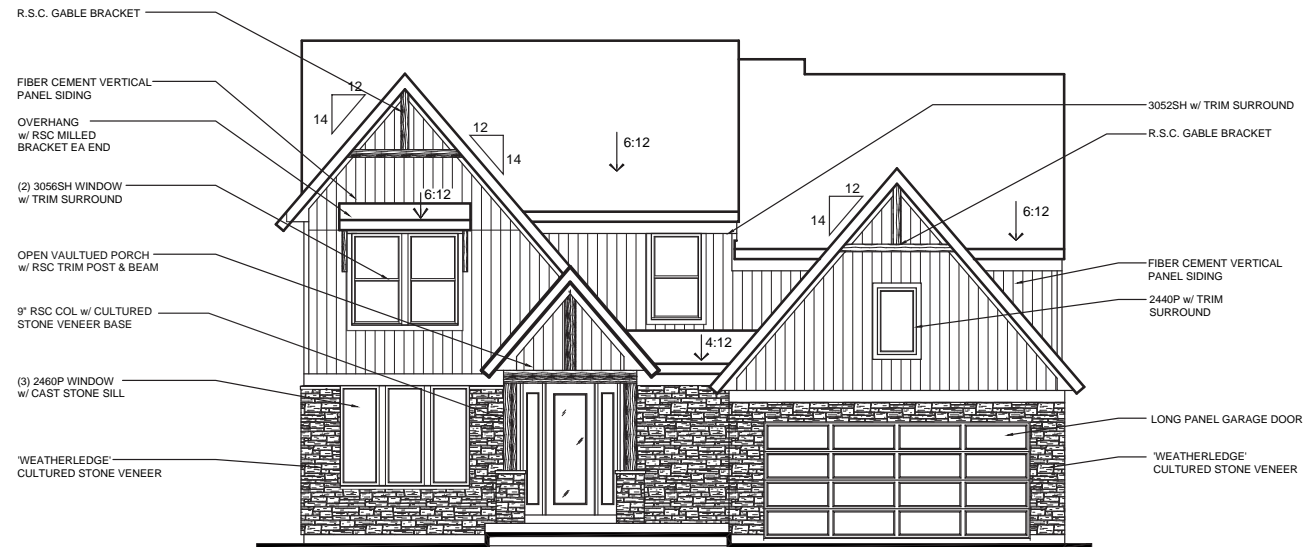 R.S.C. GABLE BRACKET
FIBER CEMENT VERTICAL
PANEL SIDING
OVERHANG
w/ RSC MILLED
BRACKET EA END
(2) 3056SH WINDOW
w/ TRIM SURROUND
OPEN VAULTUED PORCH
w/ RSC TRIM POST & BEAM
9" RSC COL w/ CULTURED
STONE VENEER BASE
(3) 2460P WINDOW
w/ CAST STONE SILL
'WEATHERLEDGE'
CULTURED STONE VENEER
12
14
12
14
6:12
6:12
4:12
12
14
6:12
3052SH w/ TRIM SURROUND
R.S.C. GABLE BRACKET
FIBER CEMENT VERTICAL
PANEL SIDING
2440P w/ TRIM
SURROUND
LONG PANEL GARAGE DOOR
'WEATHERLEDGE'
CULTURED STONE VENEER